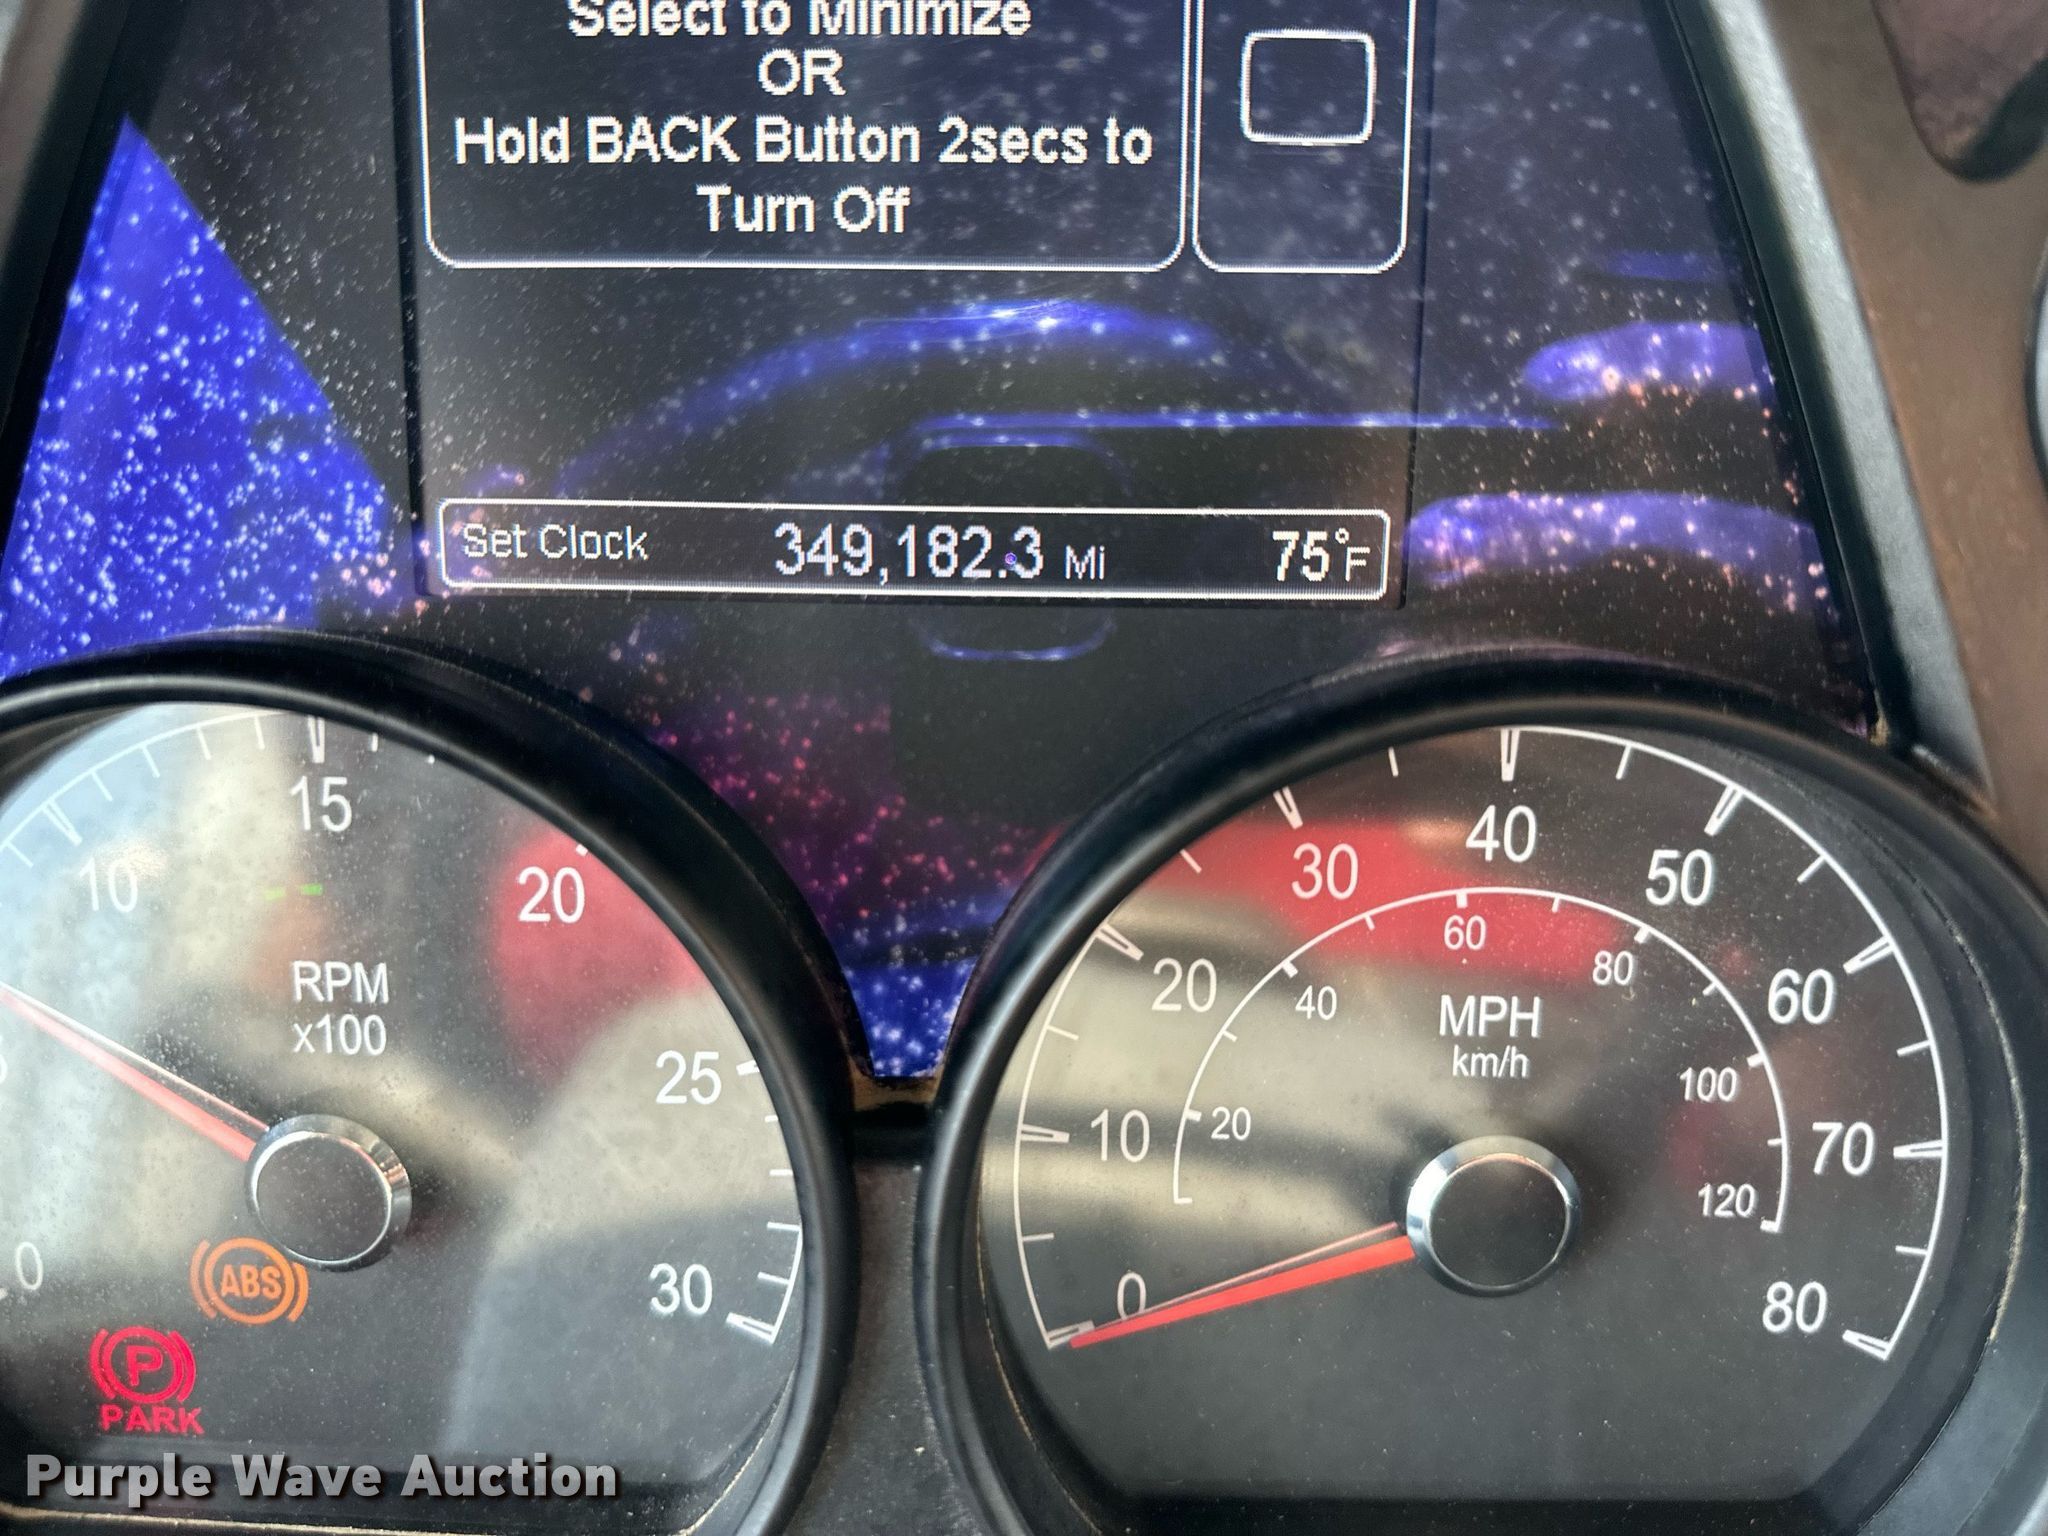 Select to Minimize
OR
Hold BACK Button 2secs to
Turn Off
Set Clock 349,182.3 Mi 75°F
15
10
20
RPM
x100
25
30
0
ABS
P
PARK
40
30
50
20
60
10
70
0
80
60
40
80
20
100
120
MPH
km/h
Purple Wave Auction